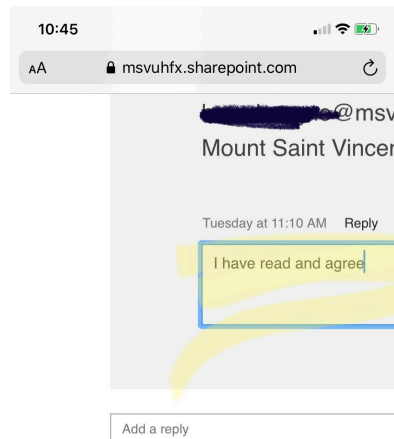 10:45
AA msvuhfx.sharepoint.com
@msv
Mount Saint Vincen
Tuesday at 11:10 AM Reply
I have read and agree
Add a reply